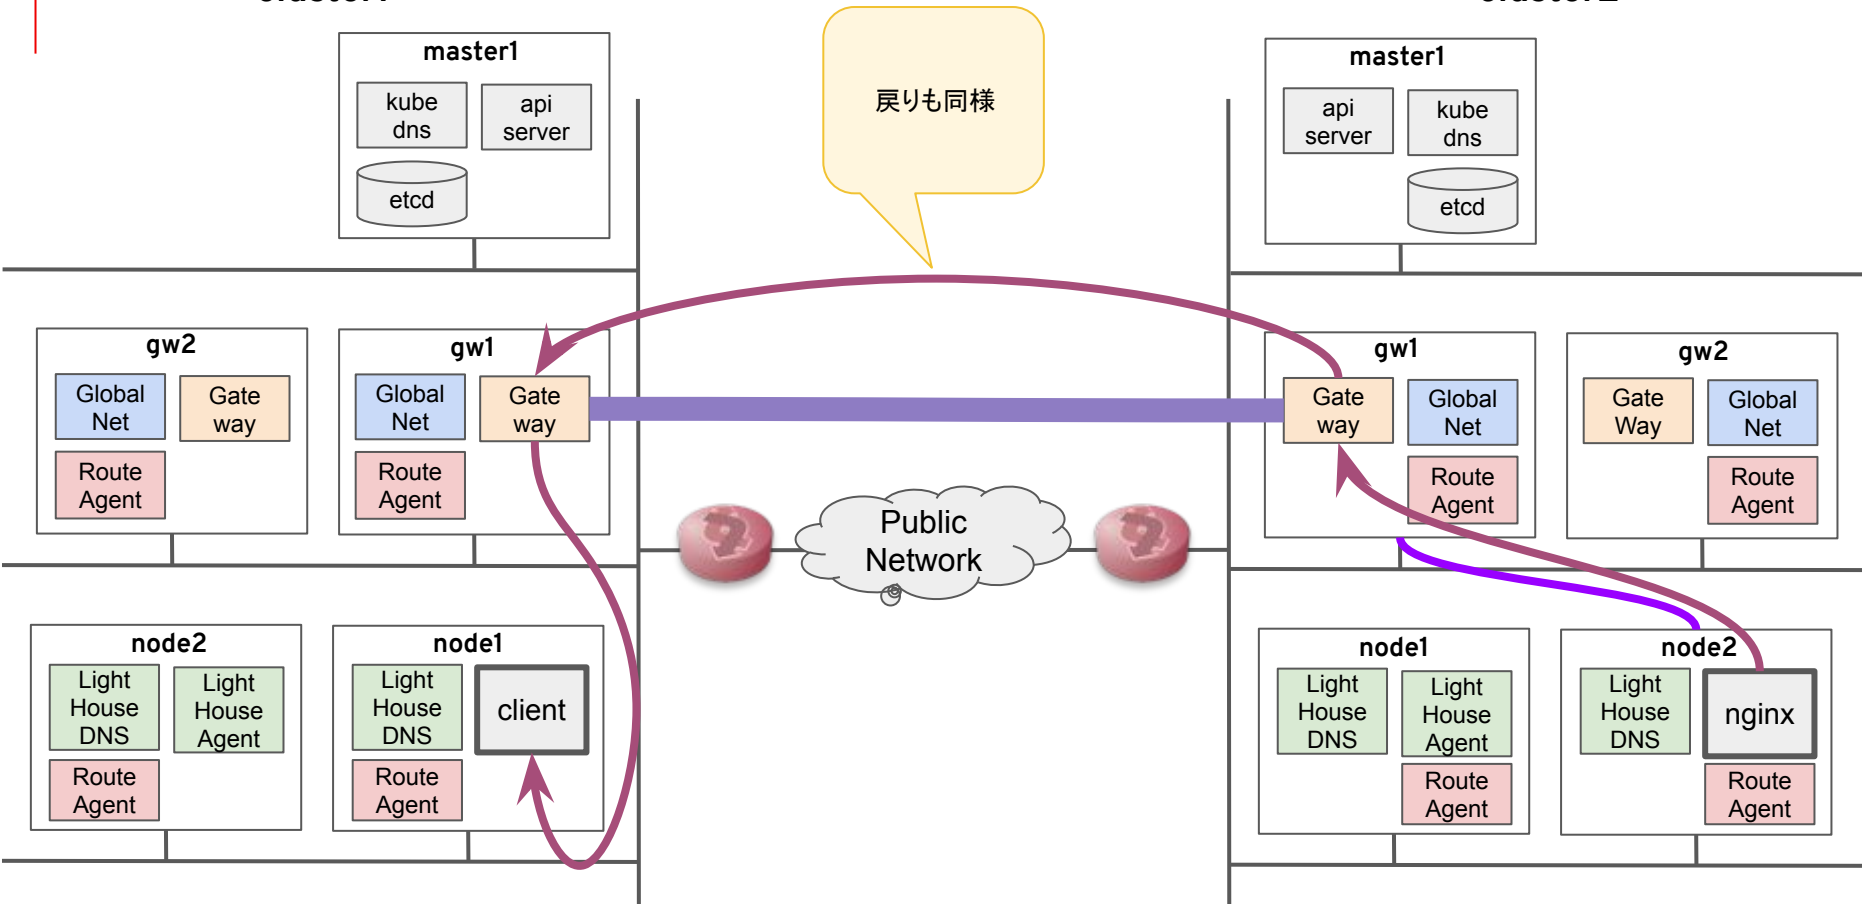 master1
kube
dns
api
server
etcd
戻りも同様
master1
api
server
kube
dns
etcd
gw2
Global
Net
Gate
way
Route
Agent
gw1
Global
Net
Gate
way
Route
Agent
gw1
Gate
way
Global
Net
Route
Agent
gw2
Gate
Way
Global
Net
Route
Agent
Public
Network
node2
Light
House
DNS
Light
House
Agent
Route
Agent
node1
Light
House
DNS
client
Route
Agent
node1
Light
House
DNS
Light
House
Agent
Route
Agent
node2
Light
House
DNS
nginx
Route
Agent